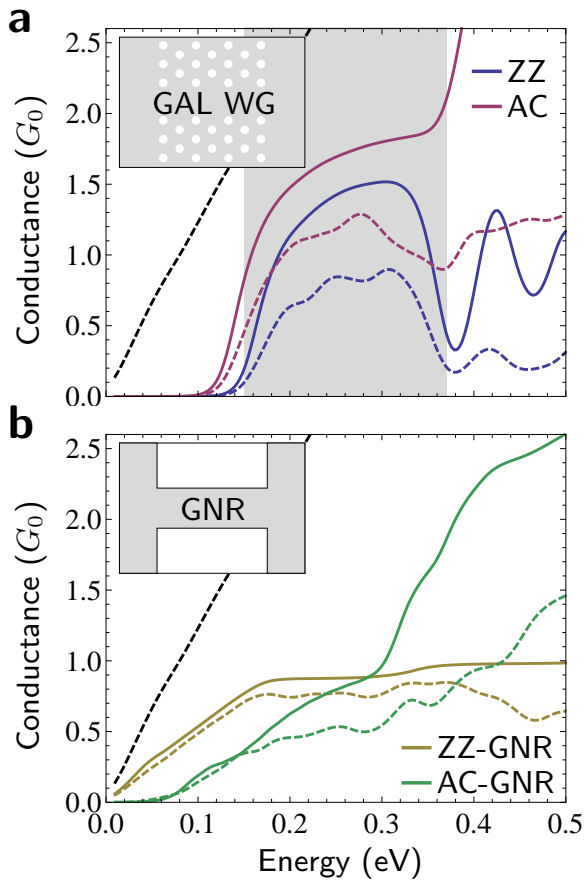 a
2.5
2.0
1.5
1.0
0.5
0.0
Conductance (G0)
GAL WG
ZZ
AC
b
2.5
2.0
1.5
1.0
0.5
0.0
Conductance (G0)
GNR
ZZ-GNR
AC-GNR
0.0 0.1 0.2 0.3 0.4 0.5
Energy (eV)